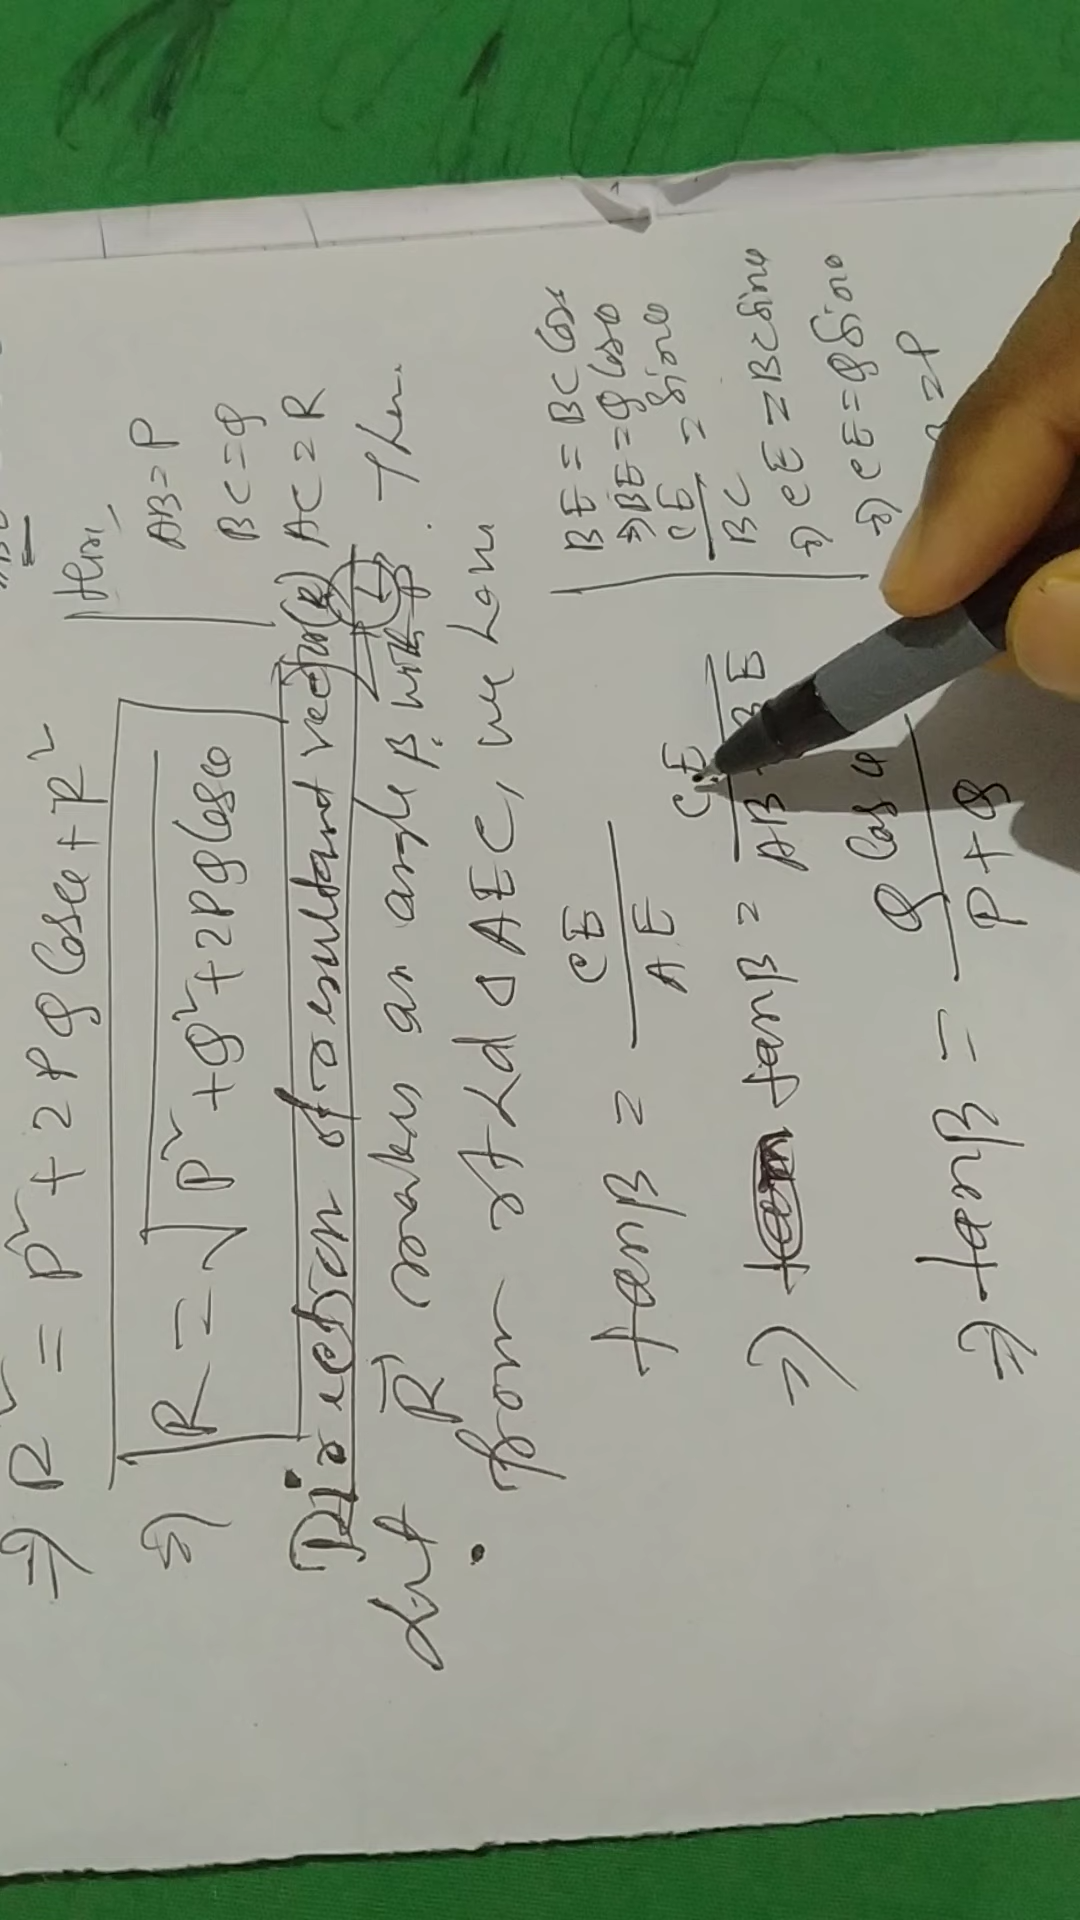 ⇒ R² = P² + 2PQ Cosθ + R²
⇒ R = √P² + Q² + 2PQ Cosθ
AB = P
BC = Q
AC = R
Direction of resultant vector(R)
Let R⃗ makes an angle β with P. Then
from rt ∠d ΔAEC, we have
tanβ = CE/AE
⇒ tanβ = CE/AB + BE
⇒ tanβ = Q Cosθ/P + Q
BE = BC Cosθ
⇒ BE = Q Cosθ
CE/BC = Sinθ
⇒ CE = BC Sinθ
⇒ CE = Q Sinθ
= P